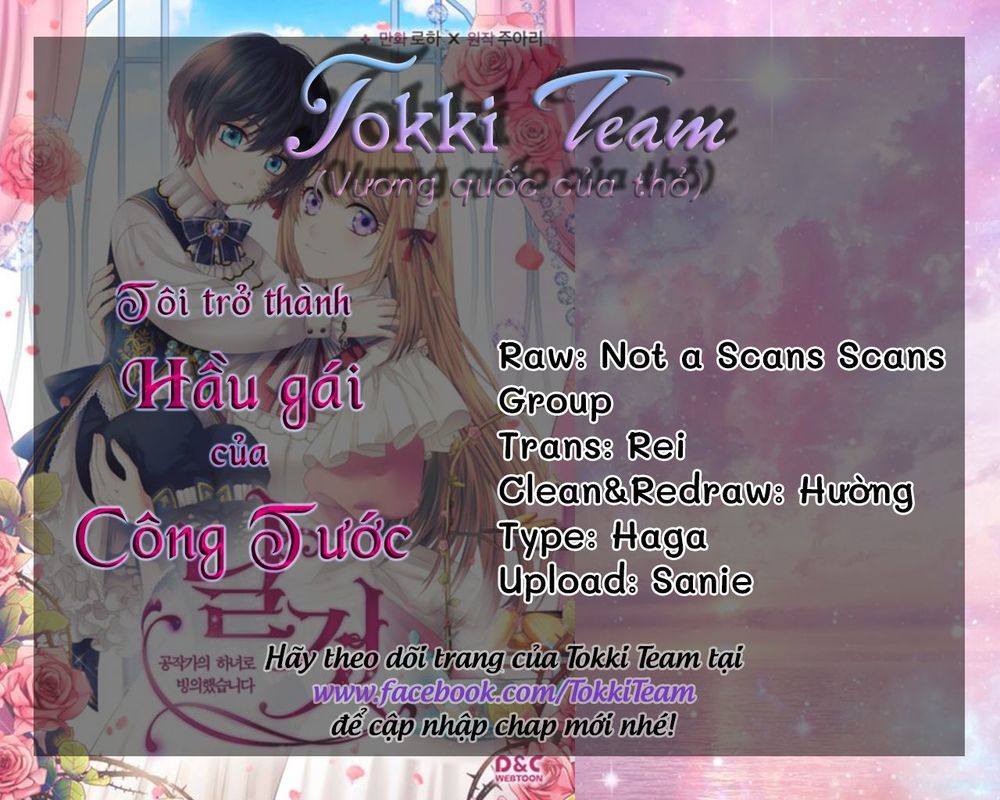 만화 로하 × 원작 주아리
Tokki Team
(Vương quốc của thỏ)
Tôi trở thành
Hầu gái
của
Công Tước
Raw: Not a Scans Scans
Group
Trans: Rei
Clean&Redraw: Hường
Type: Haga
Upload: Sanie
공작가의 하녀로
빙의했습니다
Hãy theo dõi trang của Tokki Team tại
www.facebook.com/TokkiTeam
để cập nhập chap mới nhé!
D&C
WEBTOON